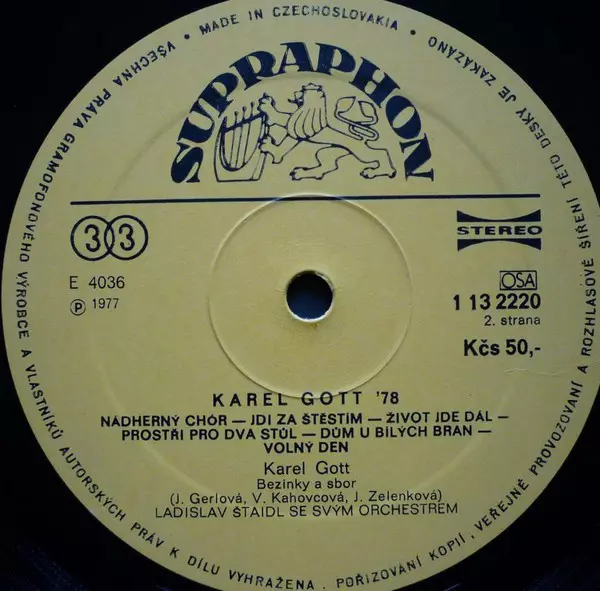 VŠECHNA PRÁVA GRAMOFONOVÉHO VÝROBCE A VLASTNÍKŮ AUTORSKÝCH PRÁV K DÍLU VYHRAŽENA. POŘIZOVÁNÍ KOPIÍ, VEŘEJNÉ PROVOZOVÁNÍ A ROZHLASOVÉ ŠÍŘENÍ TÉTO DESKY JE ZAKÁZÁNO • MADE IN CZECHOSLOVAKIA •
SUPRAPHON
33
STEREO
E 4036
Ⓟ 1977
OSA
1 13 2220
2. strana
Kčs 50,-
KAREL GOTT '78
NÁDHERNÝ CHÓR — JDI ZA ŠTĚSTÍM — ŽIVOT JDE DÁL —
PROSTŘI PRO DVA STŮL — DŮM U BÍLÝCH BRAN —
VOLNÝ DEN
Karel Gott
Bezinky a sbor
(J. Gerlová, V. Kahovcová, J. Zelenková)
LADISLAV ŠTAIDL SE SVÝM ORCHESTREM